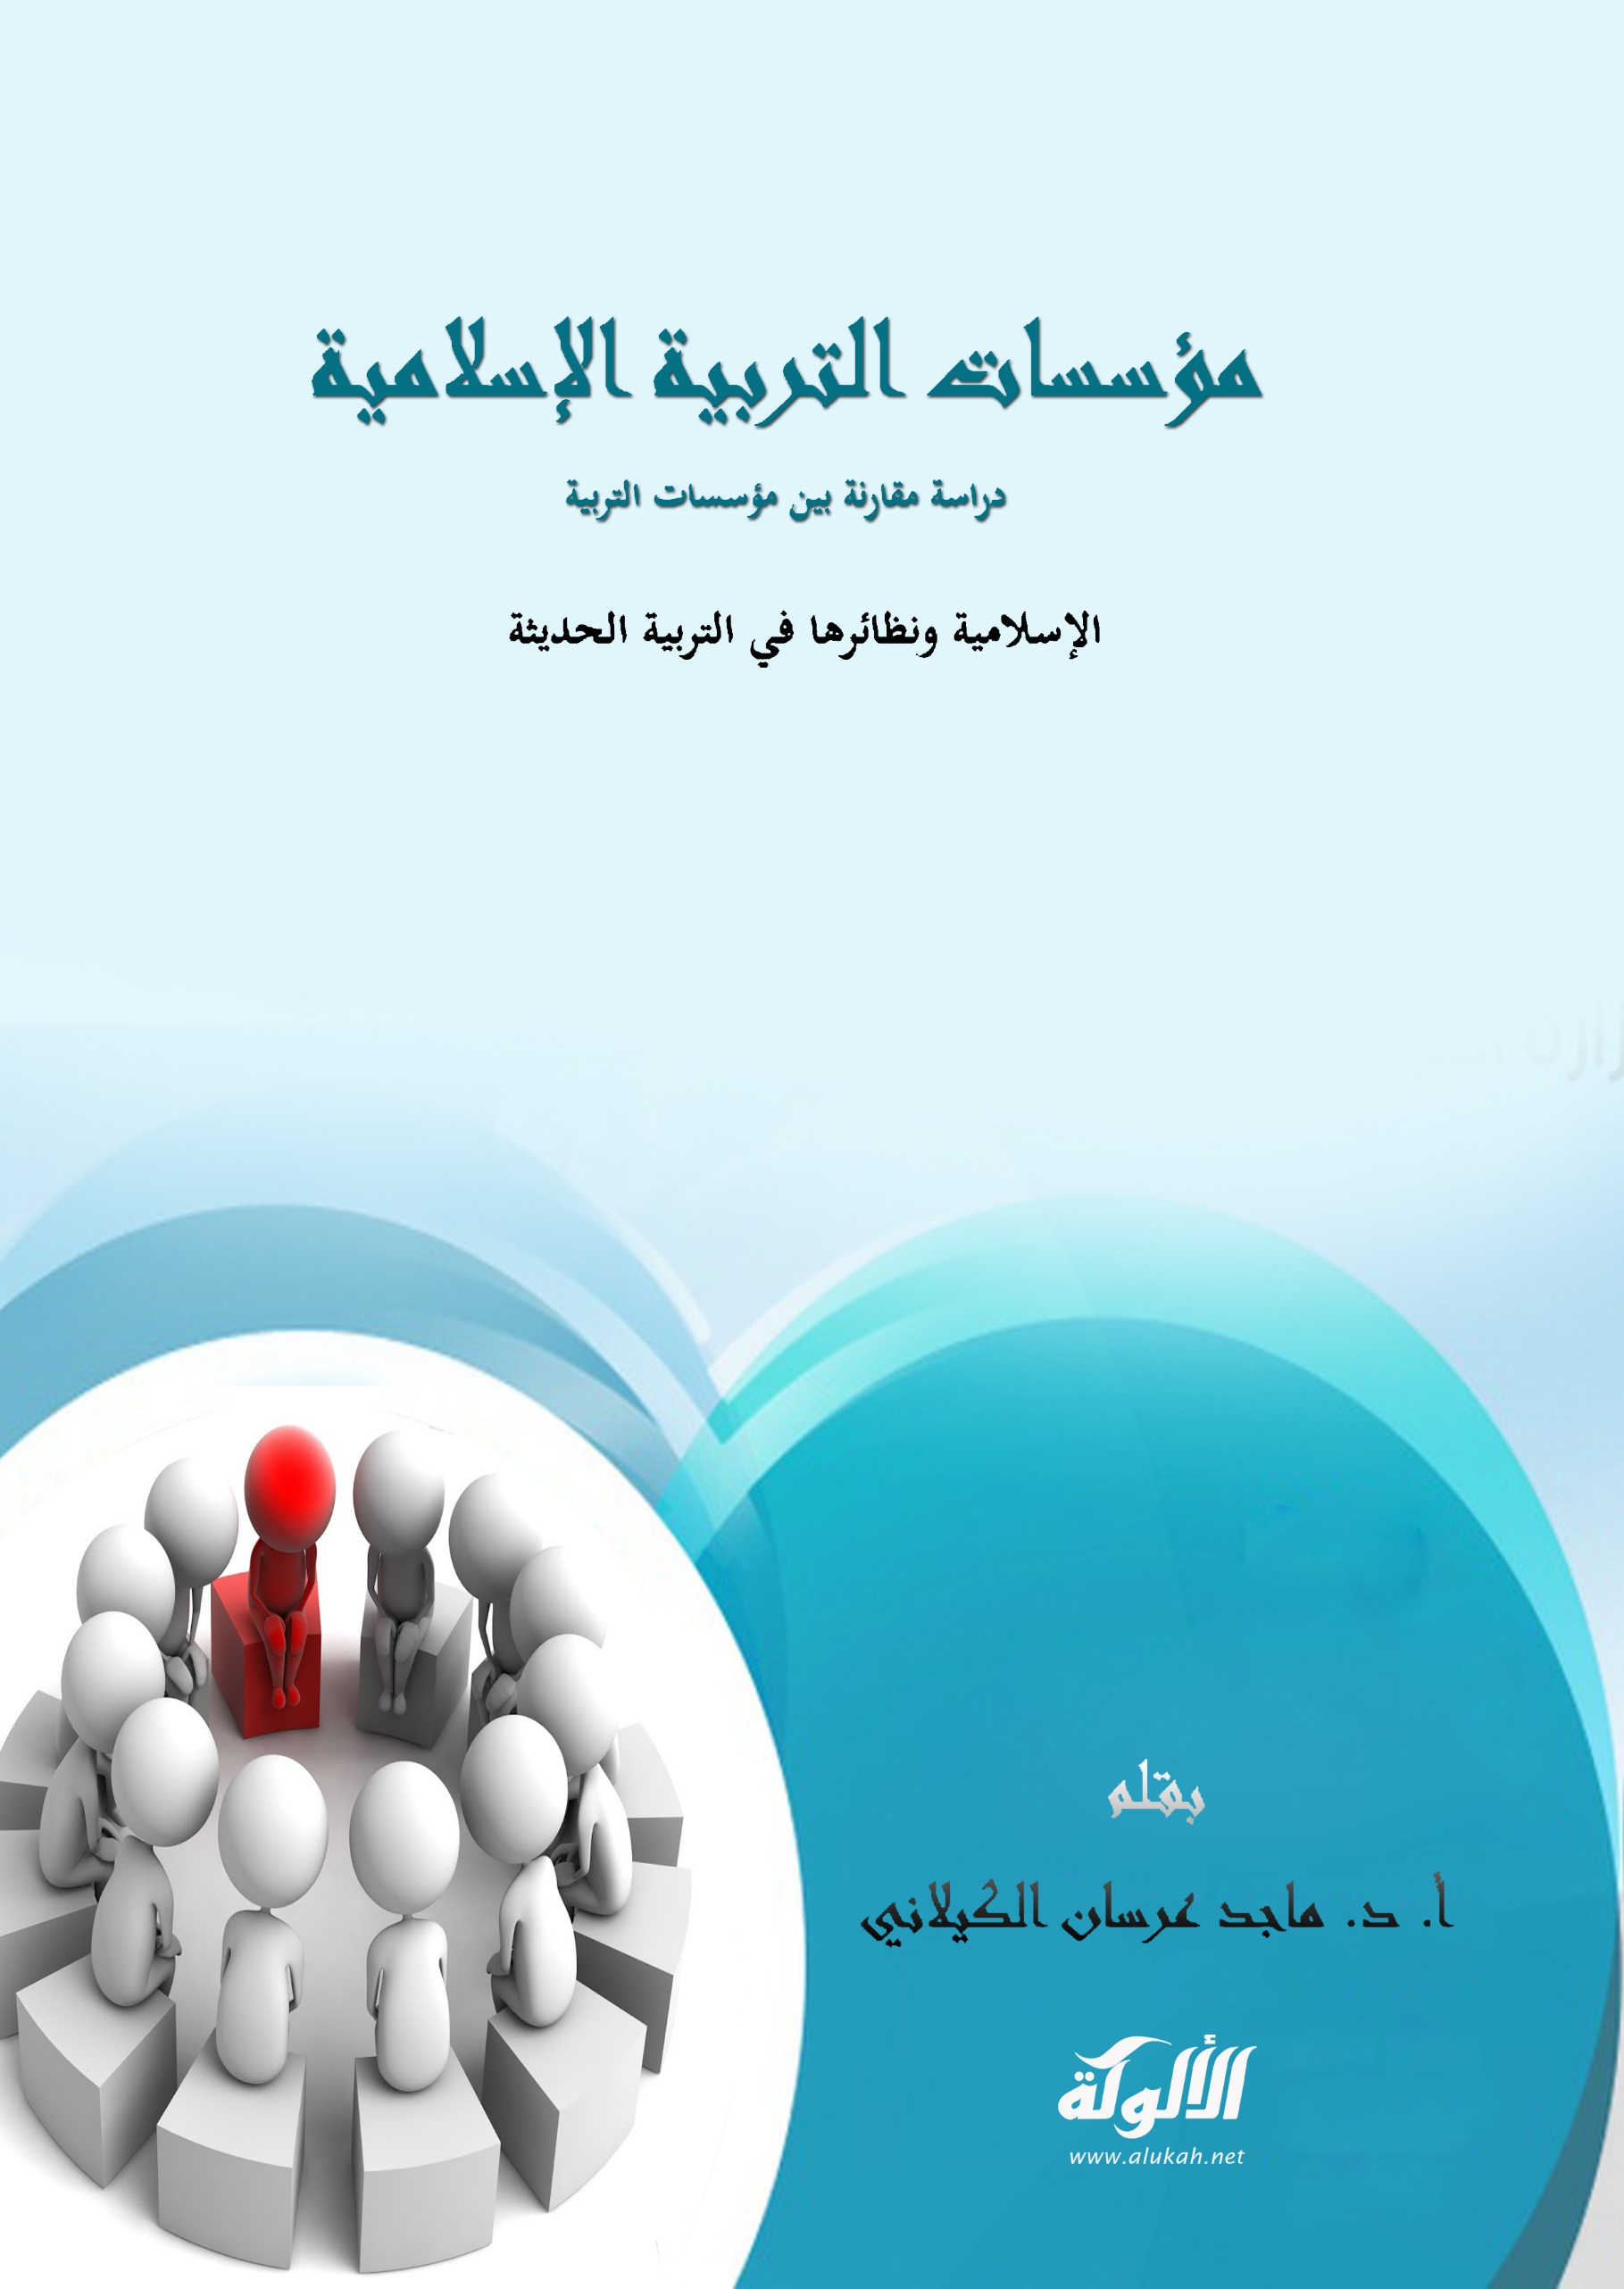 مؤسسات التربية الإسلامية
دراسة مقارنة بين مؤسسات التربية
الإسلامية ونظائرها في التربية الحديثة
بقلم
أ. د. ماجد عرسان الكيلاني
الألوكة
www.alukah.net